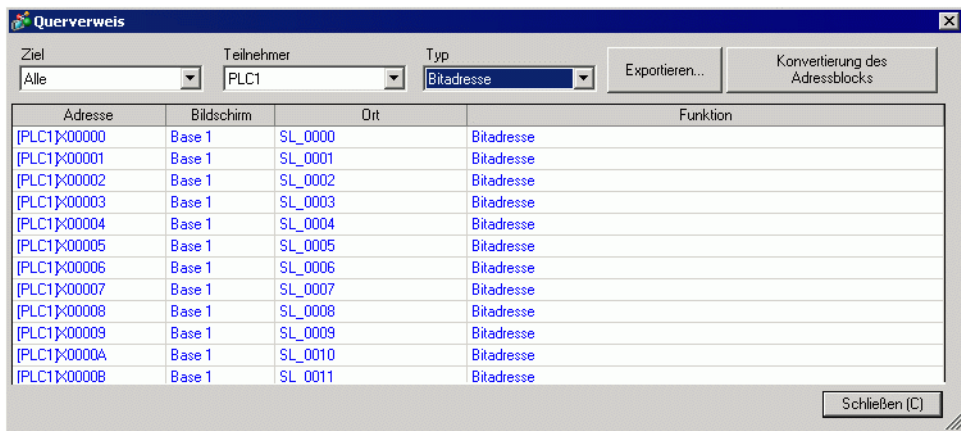 Querverweis
Ziel Teilnehmer Typ
Alle PLC1 Bitadresse Exportieren... Konvertierung des
Adressblocks
Adresse Bildschirm Ort Funktion
[PLC1]X00000 Base 1 SL_0000 Bitadresse
[PLC1]X00001 Base 1 SL_0001 Bitadresse
[PLC1]X00002 Base 1 SL_0002 Bitadresse
[PLC1]X00003 Base 1 SL_0003 Bitadresse
[PLC1]X00004 Base 1 SL_0004 Bitadresse
[PLC1]X00005 Base 1 SL_0005 Bitadresse
[PLC1]X00006 Base 1 SL_0006 Bitadresse
[PLC1]X00007 Base 1 SL_0007 Bitadresse
[PLC1]X00008 Base 1 SL_0008 Bitadresse
[PLC1]X00009 Base 1 SL_0009 Bitadresse
[PLC1]X0000A Base 1 SL_0010 Bitadresse
[PLC1]X0000B Base 1 SL_0011 Bitadresse
Schließen (C)